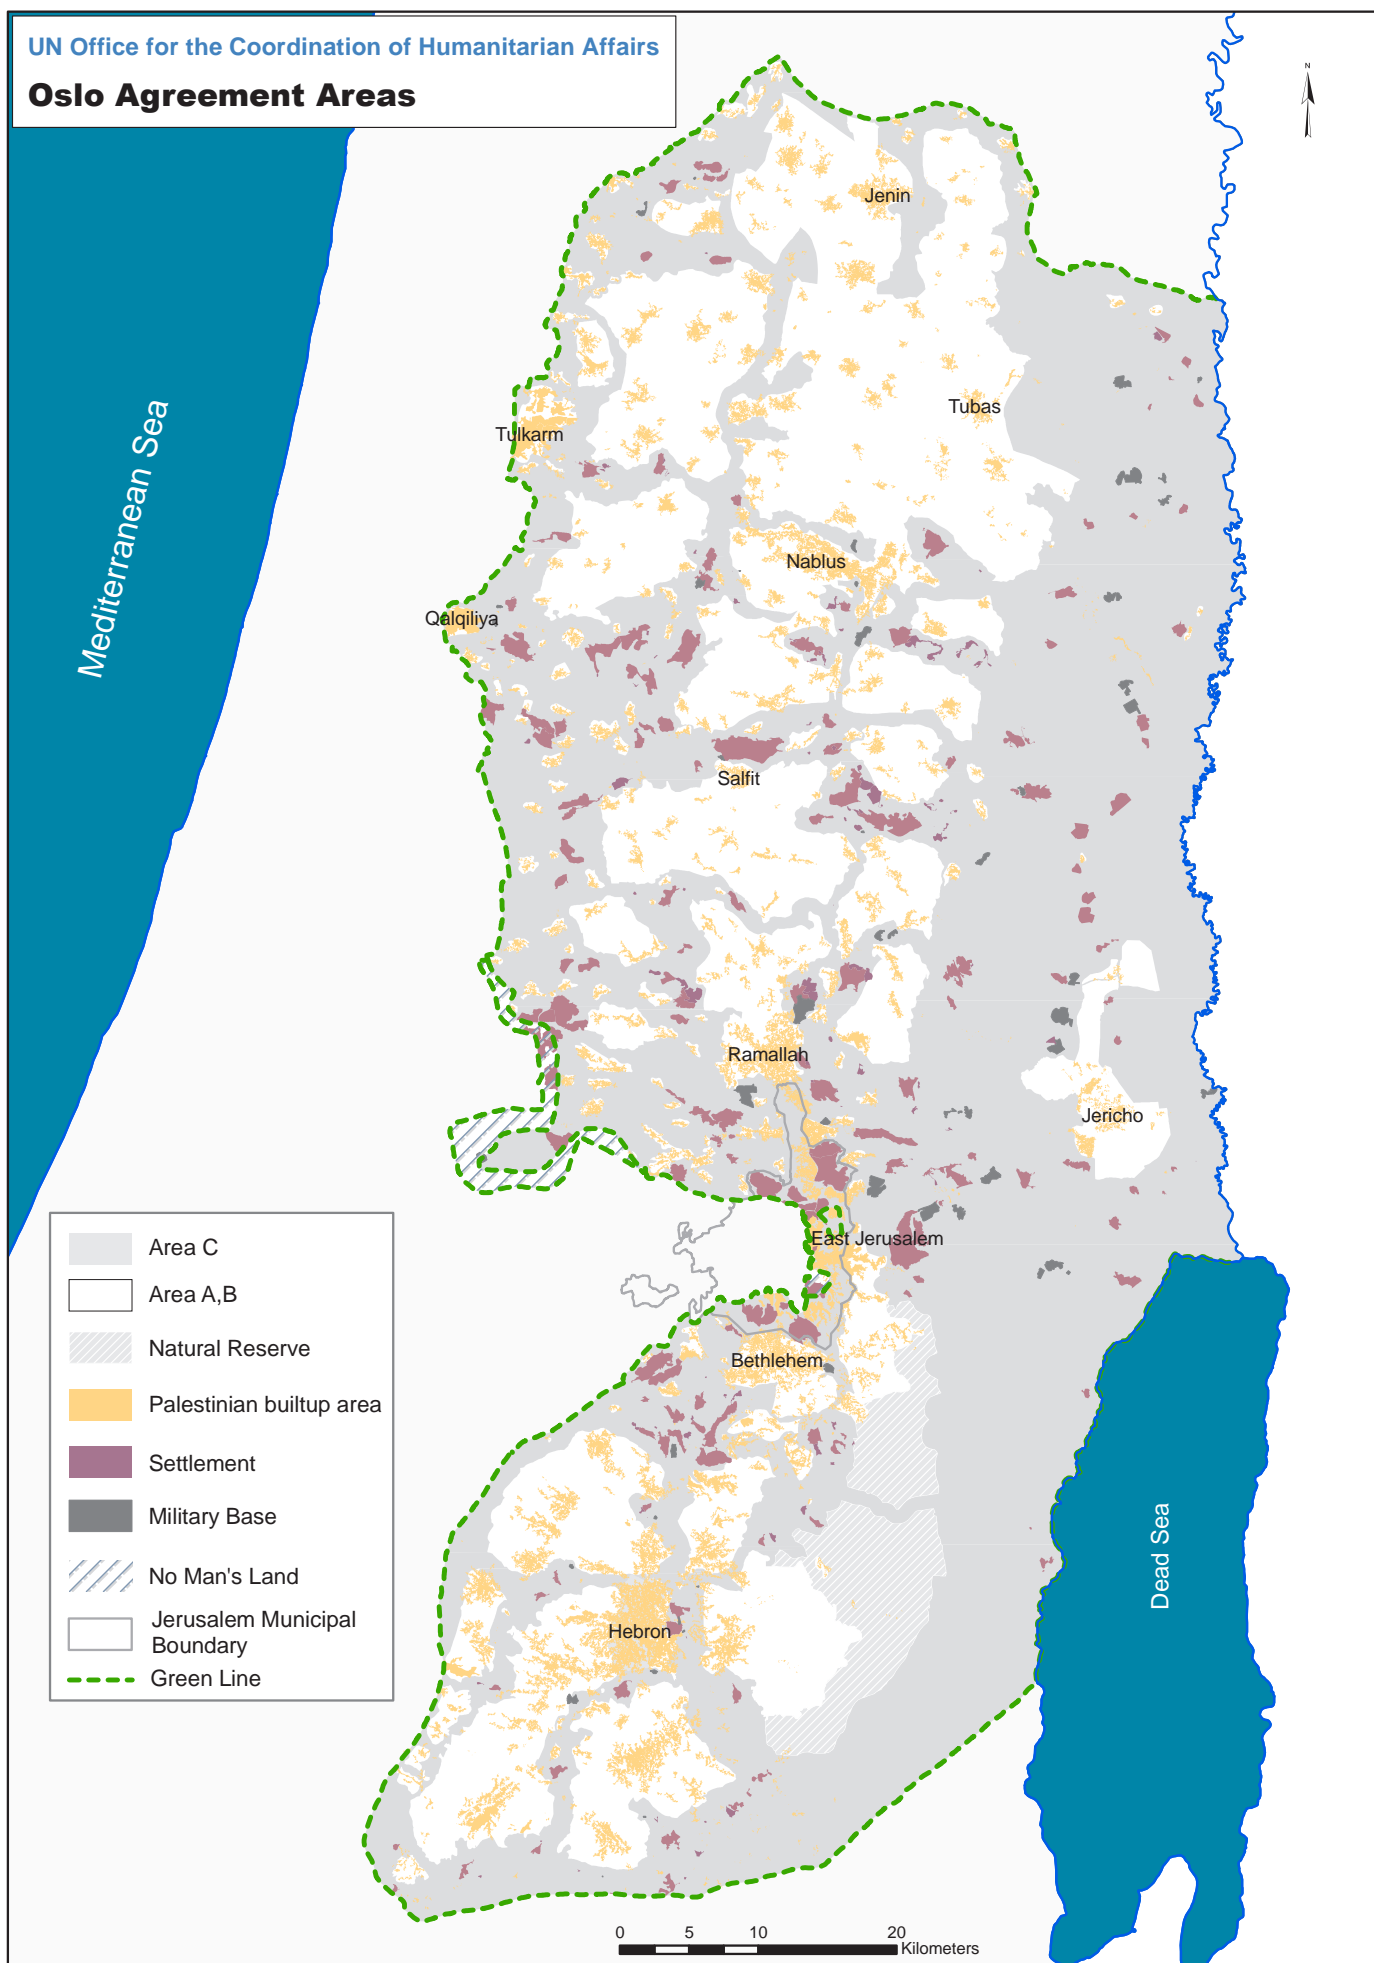 UN Office for the Coordination of Humanitarian Affairs
Oslo Agreement Areas
N
Jenin
Tubas
Tulkarm
Mediterranean Sea
Nablus
Qalqiliya
Salfit
Ramallah
Jericho
East Jerusalem
Bethlehem
Hebron
Dead Sea
Area C
Area A,B
Natural Reserve
Palestinian builtup area
Settlement
Military Base
No Man's Land
Jerusalem Municipal
Boundary
Green Line
0 5 10 20
Kilometers